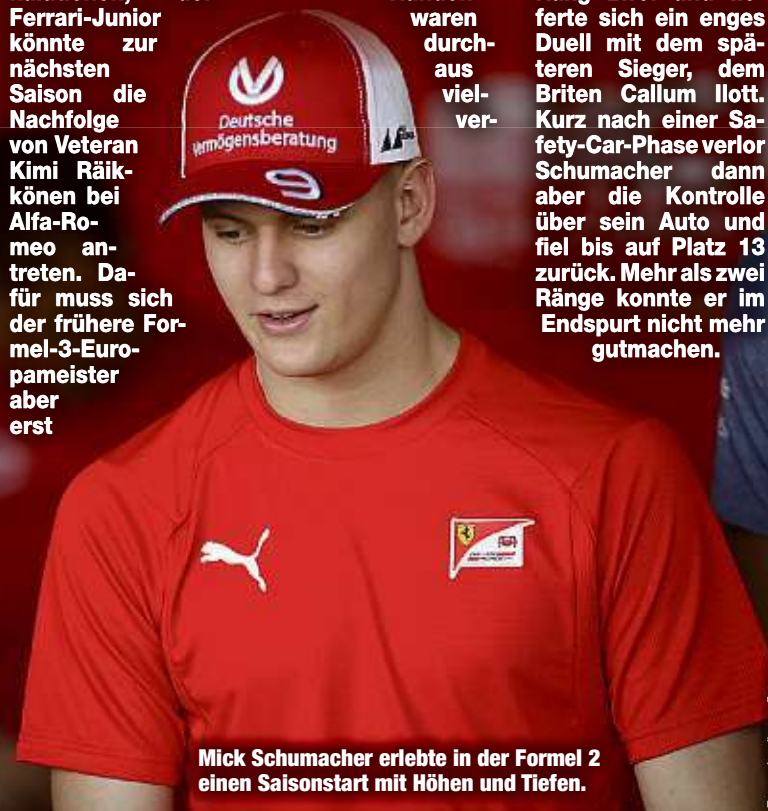 Ferrari-Junior
könnte zur
nächsten
Saison die
Nachfolge
von Veteran
Kimi Räik-
könen bei
Alfa-Ro-
meo an-
treten. Da-
für muss sich
der frühere For-
mel-3-Euro-
pameister
aber
erst
waren
durch-
aus
viel-
ver-
ferte sich ein enges
Duell mit dem spä-
teren Sieger, dem
Briten Callum Ilott.
Kurz nach einer Sa-
fety-Car-Phase verlor
Schumacher dann
aber die Kontrolle
über sein Auto und
fiel bis auf Platz 13
zurück. Mehr als zwei
Ränge konnte er im
Endspurt nicht mehr
gutmachen.
Deutsche
Vermögensberatung
9
Mick Schumacher erlebte in der Formel 2
einen Saisonstart mit Höhen und Tiefen.